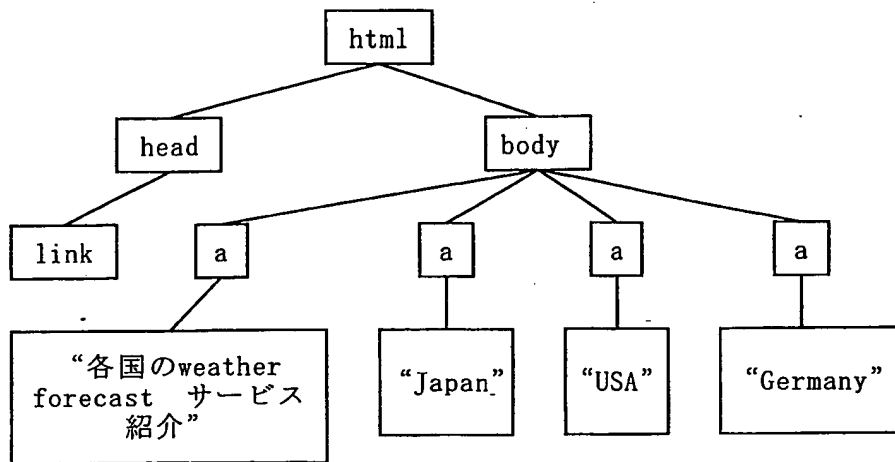 html
head
body
link
a
a
a
a
“各国のweather
forecast サービス
紹介”
“Japan”
“USA”
“Germany”